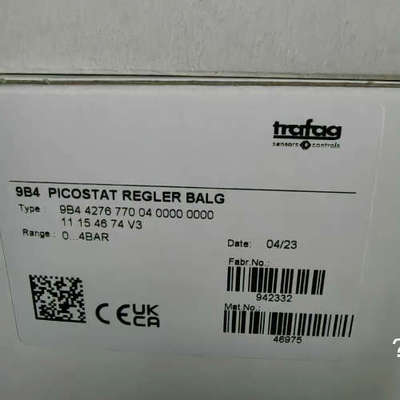 trafag
sensors controls
9B4 PICOSTAT REGLER BALG
Type : 9B4 4276 770 04 0000 0000
11 15 46 74 V3
Range : 0...4BAR
Date: 04/23
Fabr.No.:
942332
Mat.No.:
46975
CE UK
CA
?